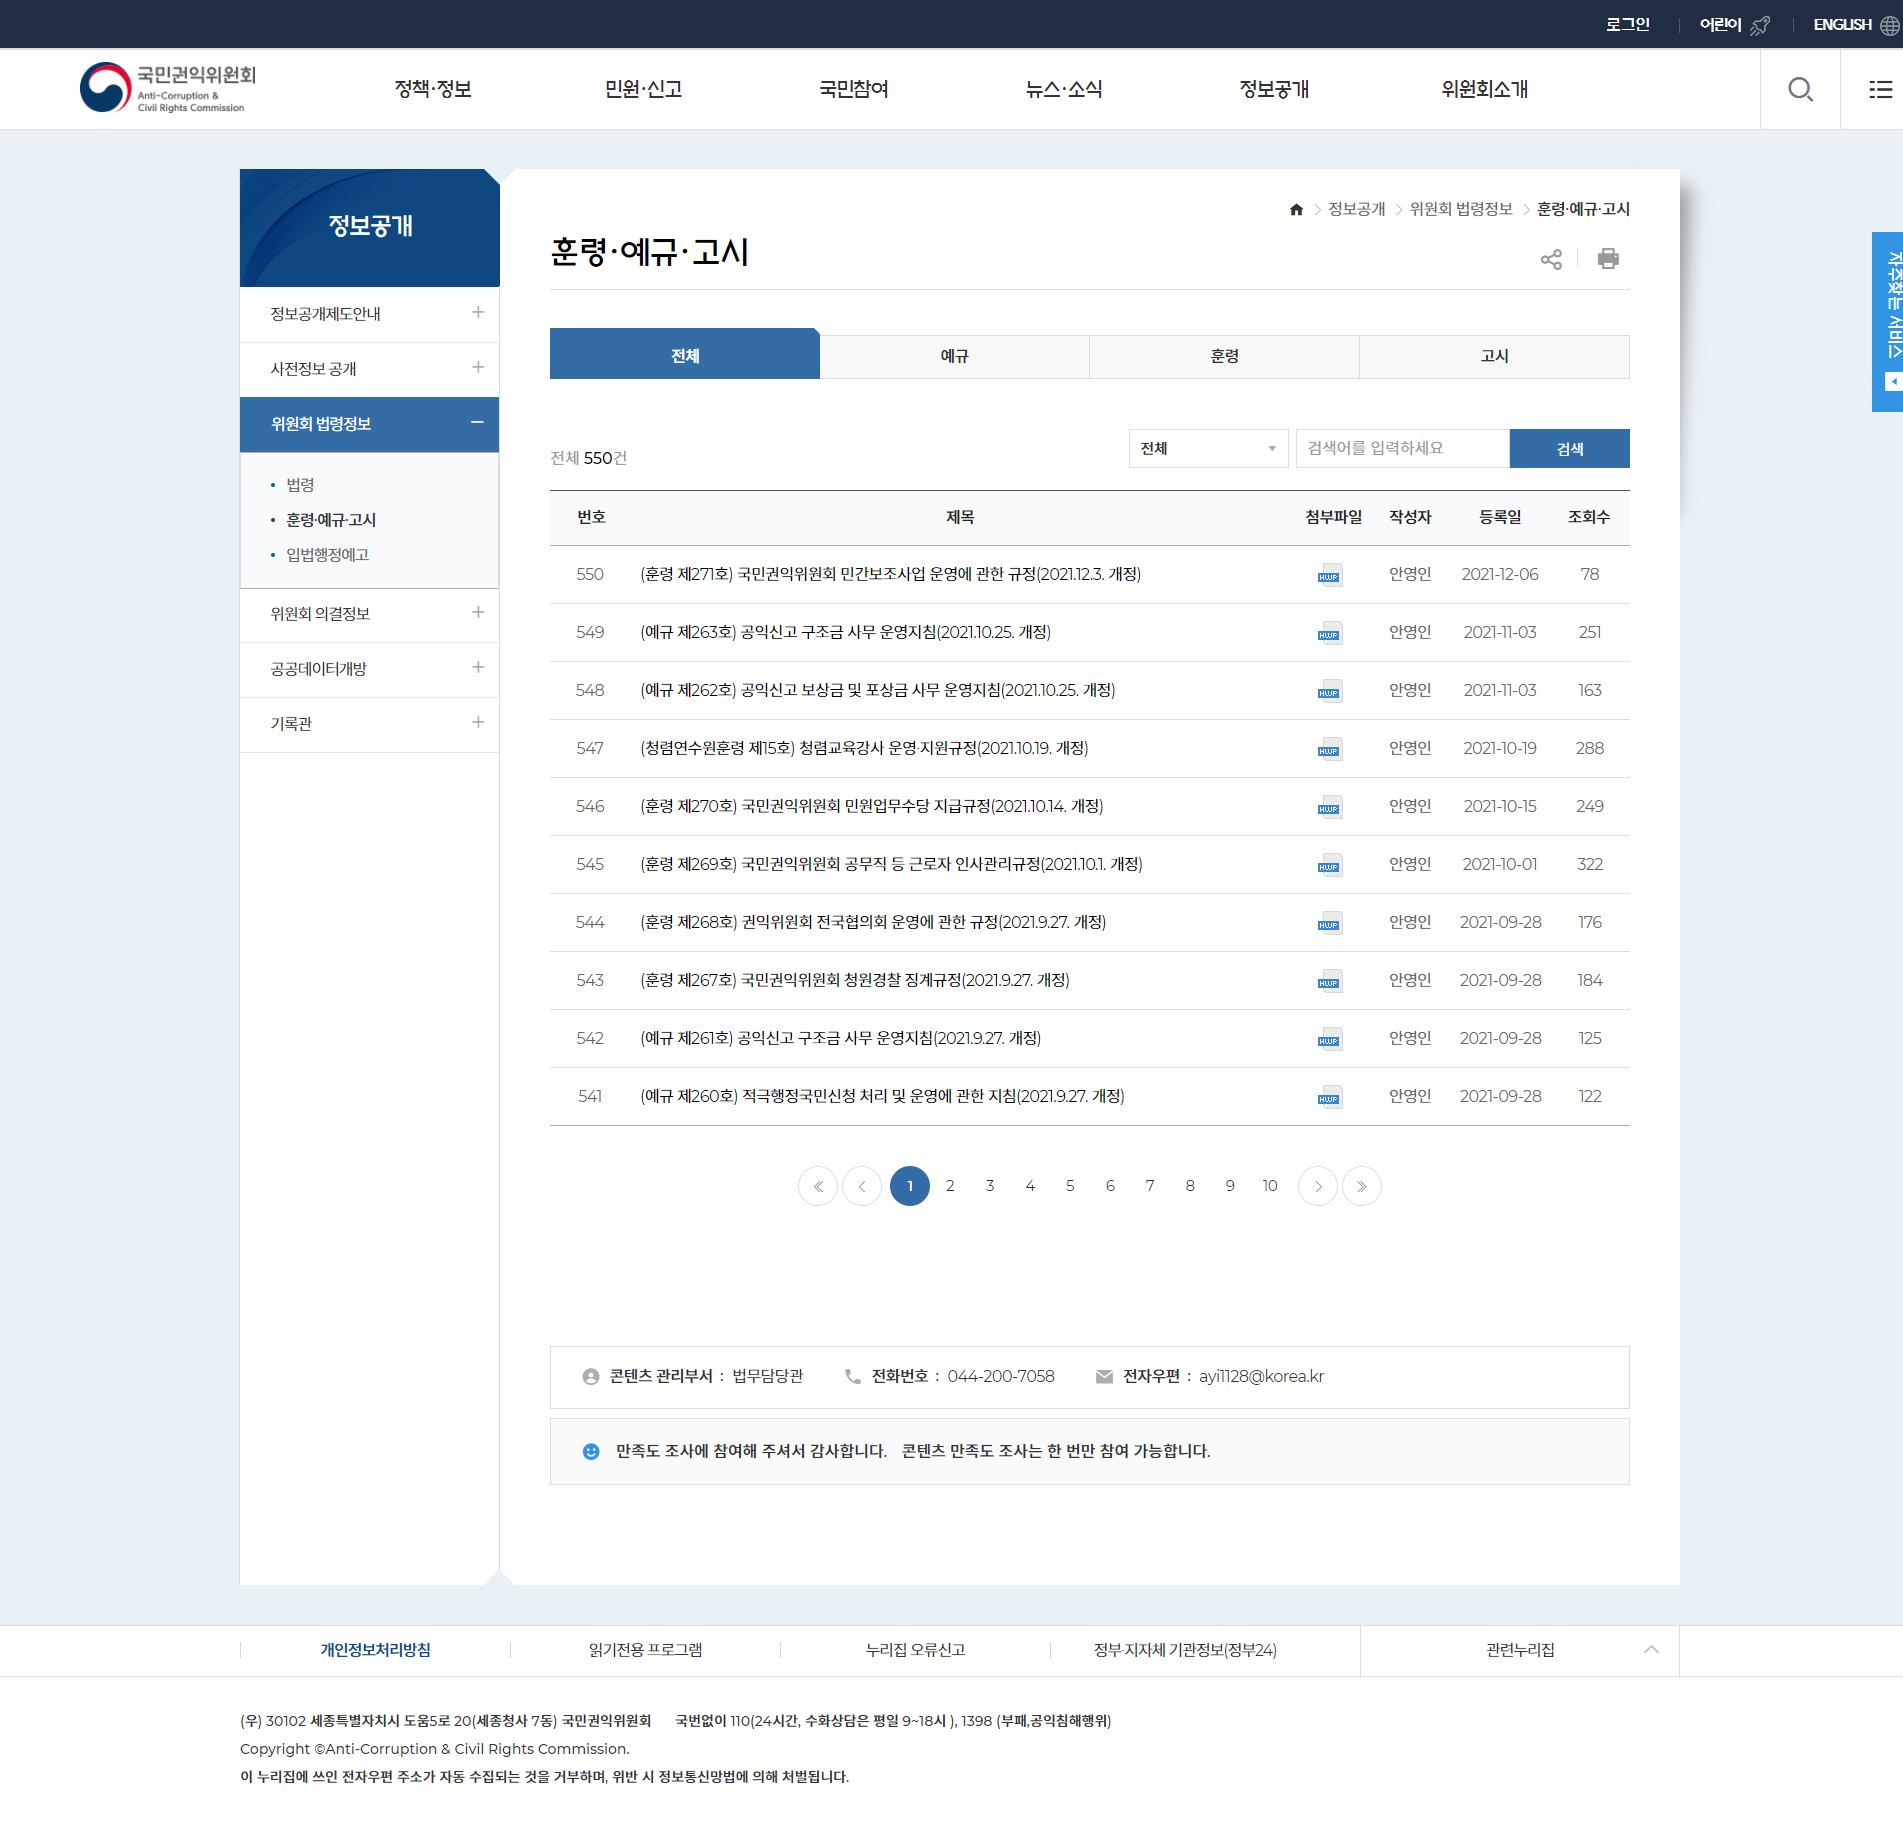 로그인
어린이
ENGLISH
국민권익위원회
Anti-Corruption &
Civil Rights Commission
정책·정보
민원·신고
국민참여
뉴스·소식
정보공개
위원회소개
정보공개
정보공개제도안내
사전정보 공개
위원회 법령정보
법령
훈령·예규·고시
입법행정예고
위원회 의결정보
공공데이터개방
기록관
정보공개 위원회 법령정보 훈령·예규·고시
훈령·예규·고시
자주찾는 서비스
전체 예규 훈령 고시
전체 550건
전체 검색어를 입력하세요 검색
번호 제목 첨부파일 작성자 등록일 조회수
550 (훈령 제271호) 국민권익위원회 민간보조사업 운영에 관한 규정(2021.12.3. 개정) HWP 안영인 2021-12-06 78
549 (예규 제263호) 공익신고 구조금 사무 운영지침(2021.10.25. 개정) HWP 안영인 2021-11-03 251
548 (예규 제262호) 공익신고 보상금 및 포상금 사무 운영지침(2021.10.25. 개정) HWP 안영인 2021-11-03 163
547 (청렴연수원훈령 제15호) 청렴교육강사 운영·지원규정(2021.10.19. 개정) HWP 안영인 2021-10-19 288
546 (훈령 제270호) 국민권익위원회 민원업무수당 지급규정(2021.10.14. 개정) HWP 안영인 2021-10-15 249
545 (훈령 제269호) 국민권익위원회 공무직 등 근로자 인사관리규정(2021.10.1. 개정) HWP 안영인 2021-10-01 322
544 (훈령 제268호) 권익위원회 전국협의회 운영에 관한 규정(2021.9.27. 개정) HWP 안영인 2021-09-28 176
543 (훈령 제267호) 국민권익위원회 청원경찰 징계규정(2021.9.27. 개정) HWP 안영인 2021-09-28 184
542 (예규 제261호) 공익신고 구조금 사무 운영지침(2021.9.27. 개정) HWP 안영인 2021-09-28 125
541 (예규 제260호) 적극행정국민신청 처리 및 운영에 관한 지침(2021.9.27. 개정) HWP 안영인 2021-09-28 122
1 2 3 4 5 6 7 8 9 10
콘텐츠 관리부서 : 법무담당관 전화번호 : 044-200-7058 전자우편 : ayi1128@korea.kr
만족도 조사에 참여해 주셔서 감사합니다. 콘텐츠 만족도 조사는 한 번만 참여 가능합니다.
개인정보처리방침 읽기전용 프로그램 누리집 오류신고 정부·지자체 기관정보(정부24) 관련누리집
(우) 30102 세종특별자치시 도움5로 20(세종청사 7동) 국민권익위원회 국번없이 110(24시간, 수화상담은 평일 9~18시 ), 1398 (부패,공익침해행위)
Copyright ©Anti-Corruption & Civil Rights Commission.
이 누리집에 쓰인 전자우편 주소가 자동 수집되는 것을 거부하며, 위반 시 정보통신망법에 의해 처벌됩니다.